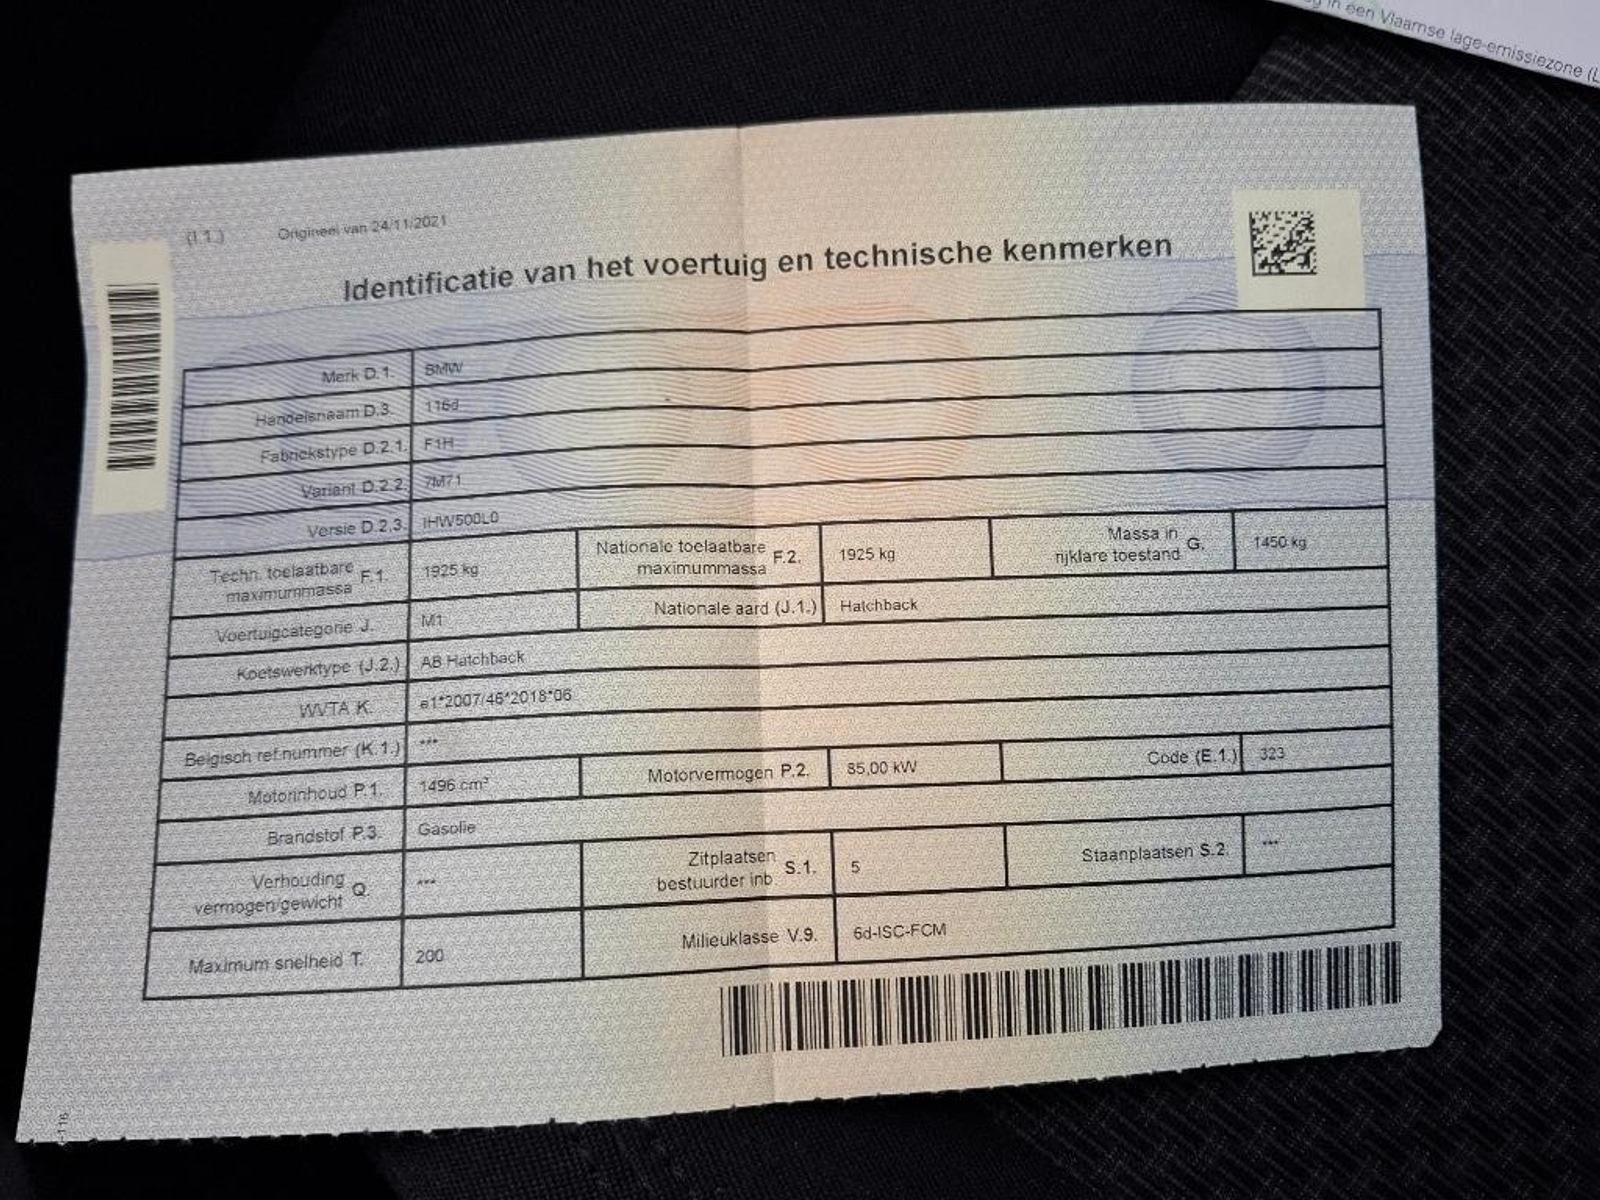 g in een Vlaamse lage-emissiezone (L
(I.1.) Origineel van 24/11/2021
Identificatie van het voertuig en technische kenmerken
Merk D.1. BMW
Handelsnaam D.3. 116d
Fabriekstype D.2.1. F1H
Variant D.2.2. 7M71
Versie D.2.3. IHW500L0
Techn. toelaatbare maximummassa F.1. 1925 kg Nationale toelaatbare maximummassa F.2. 1925 kg Massa in rijklare toestand G. 1450 kg
Voertuigcategorie J. M1 Nationale aard (J.1.) Hatchback
Koetswerktype (J.2.) AB Hatchback
WVTA K. e1*2007/46*2018*06
Belgisch ref.nummer (K.1.) ***
Motorinhoud P.1. 1496 cm³ Motorvermogen P.2. 85,00 kW Code (E.1.) 323
Brandstof P.3. Gasolie
Verhouding vermogen/gewicht Q. *** Zitplaatsen bestuurder inb S.1. 5 Staanplaatsen S.2. ***
Maximum snelheid T. 200 Milieuklasse V.9. 6d-ISC-FCM